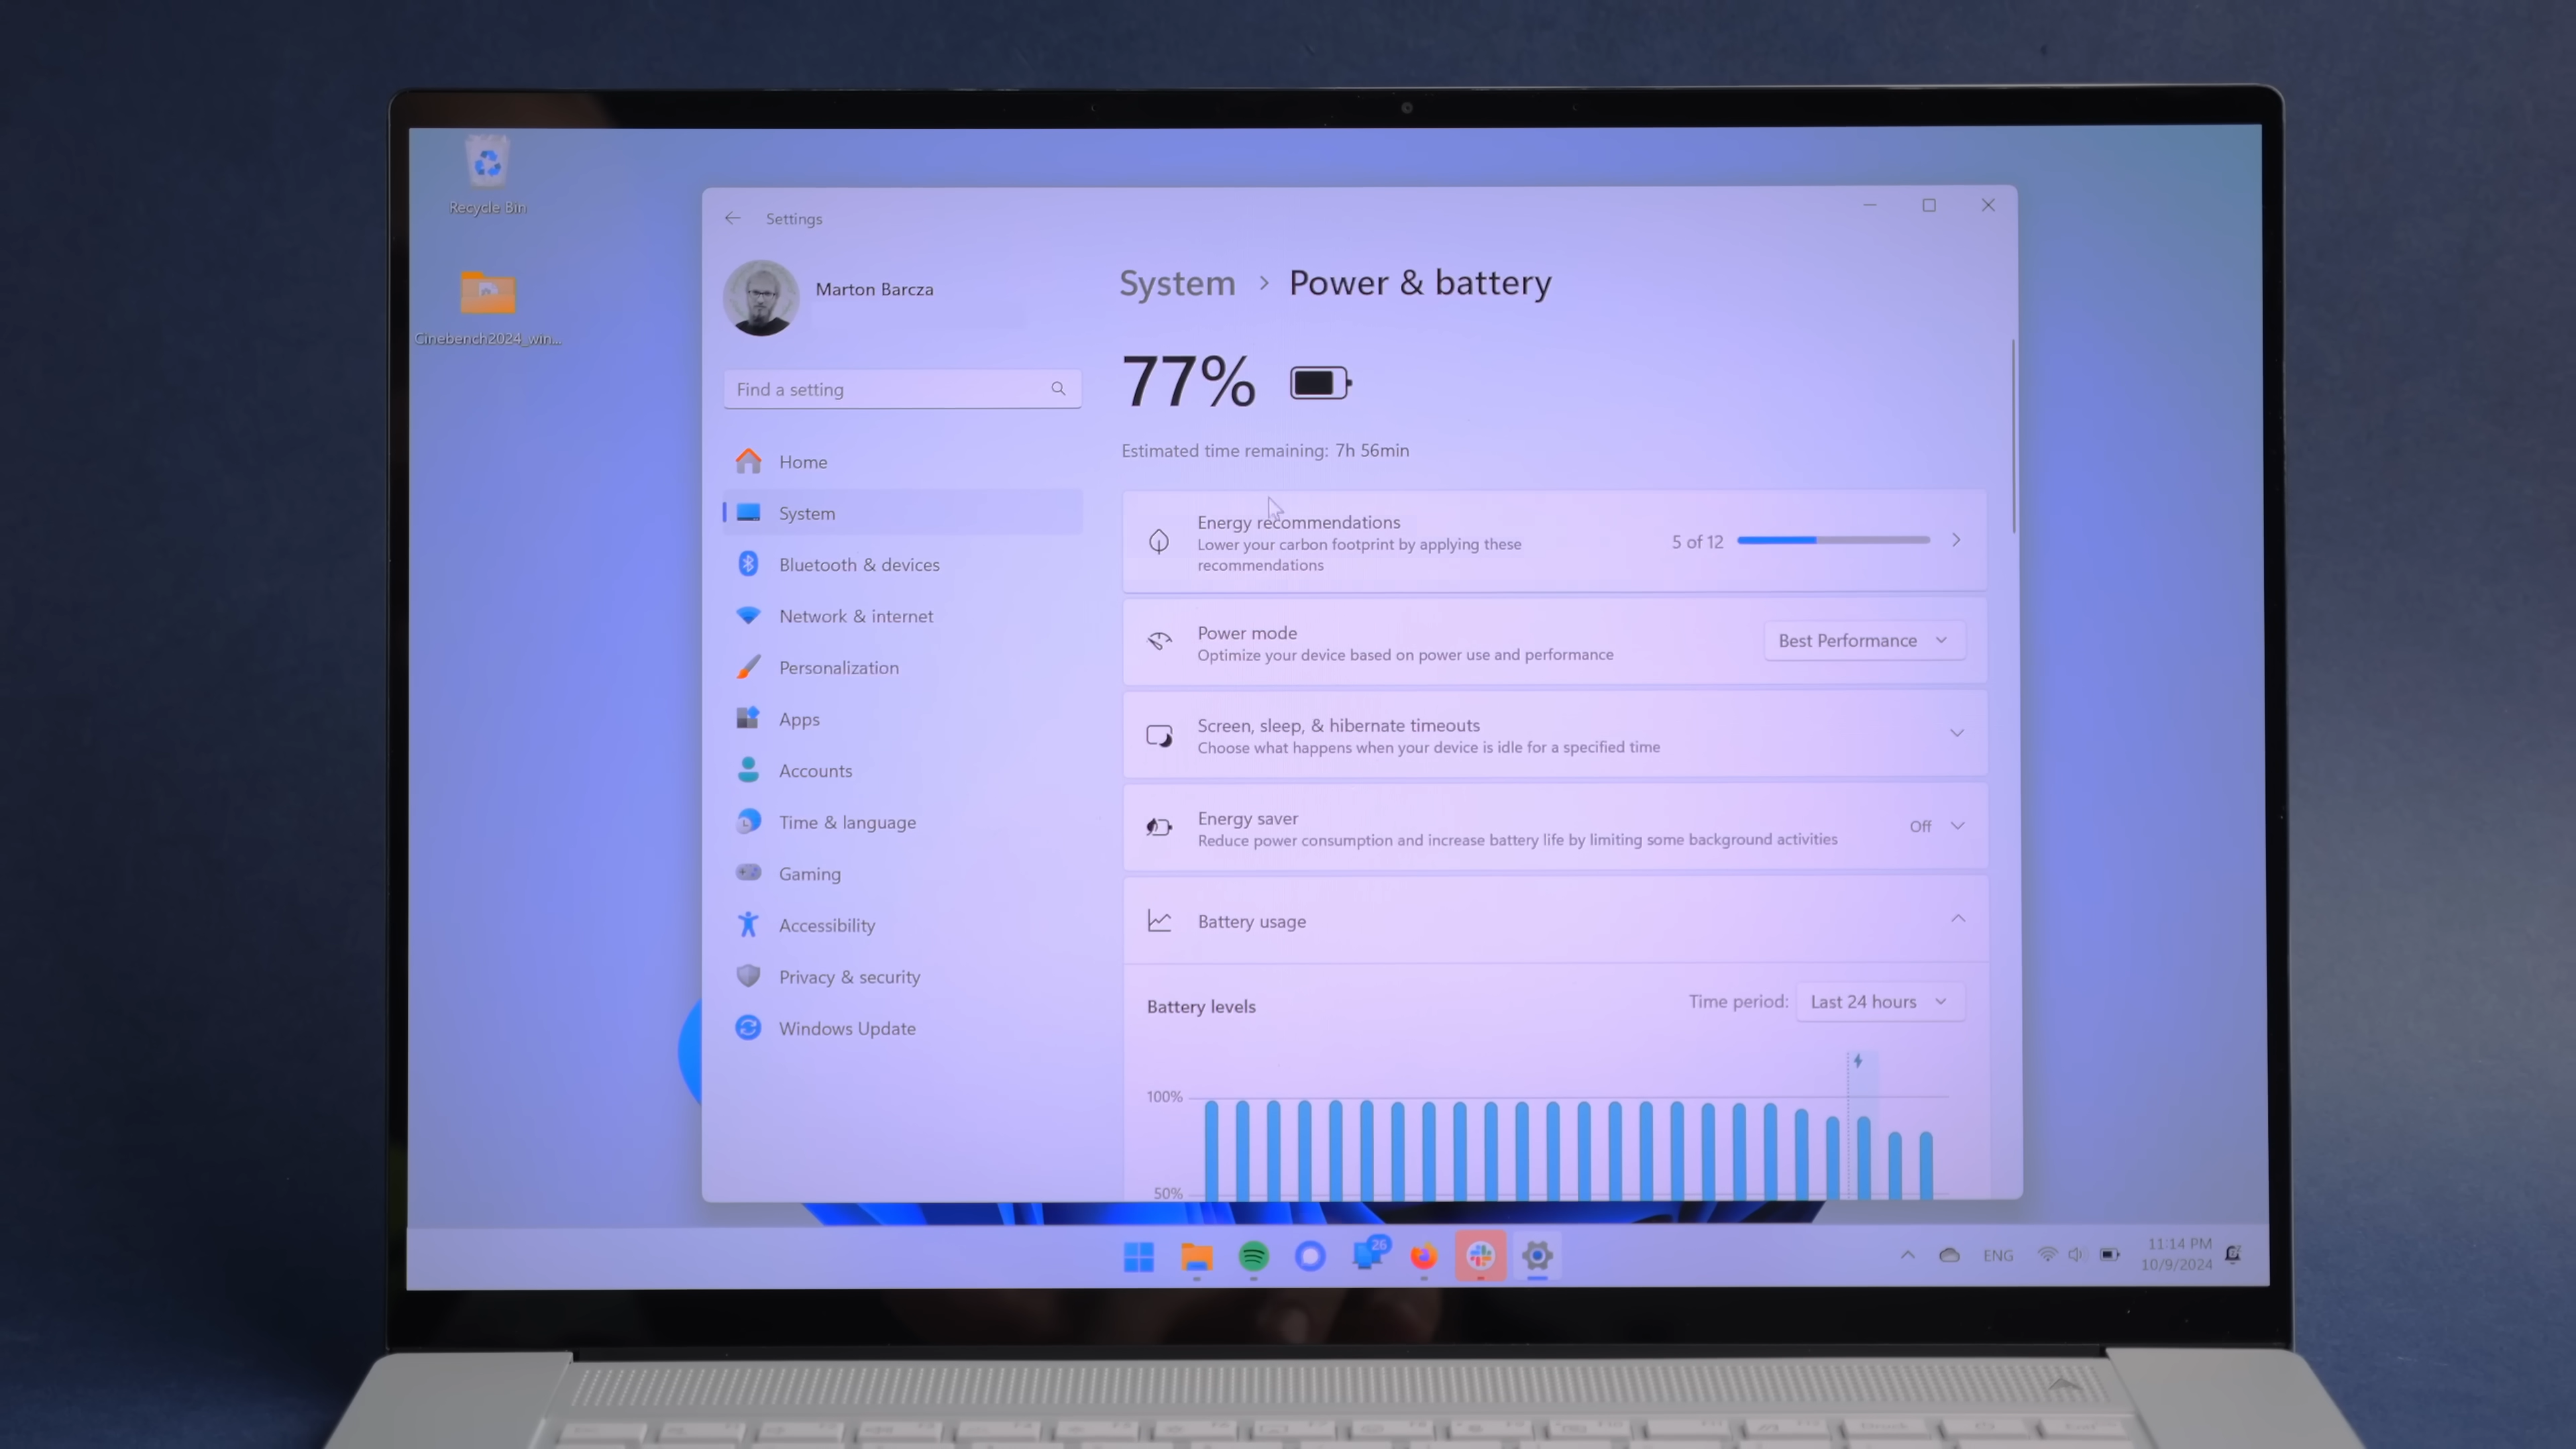 Recycle Bin
Cinebench2024_win...
Settings
Marton Barcza
Find a setting
Home
System
Bluetooth & devices
Network & internet
Personalization
Apps
Accounts
Time & language
Gaming
Accessibility
Privacy & security
Windows Update
System > Power & battery
77%
Estimated time remaining: 7h 56min
Energy recommendations
Lower your carbon footprint by applying these
recommendations
5 of 12
Power mode
Optimize your device based on power use and performance
Best Performance
Screen, sleep, & hibernate timeouts
Choose what happens when your device is idle for a specified time
Energy saver
Reduce power consumption and increase battery life by limiting some background activities
Off
Battery usage
Battery levels
Time period: Last 24 hours
100%
50%
26
ENG
11:14 PM
10/9/2024